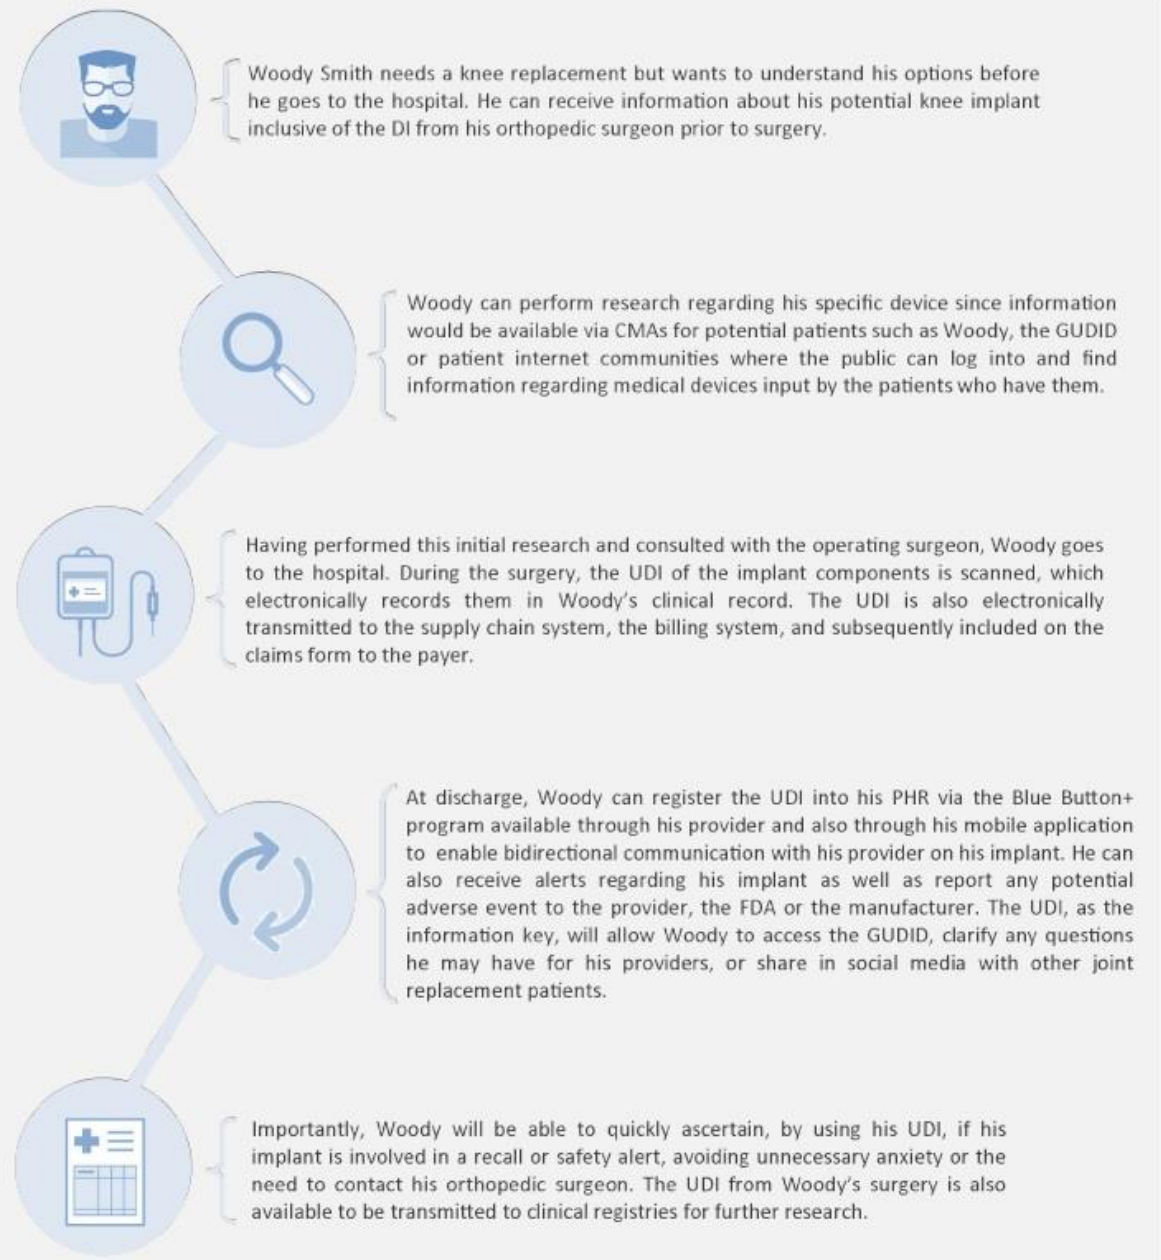 Woody Smith needs a knee replacement but wants to understand his options before
he goes to the hospital. He can receive information about his potential knee implant
inclusive of the DI from his orthopedic surgeon prior to surgery.
Woody can perform research regarding his specific device since information
would be available via CMAs for potential patients such as Woody, the GUDID
or patient internet communities where the public can log into and find
information regarding medical devices input by the patients who have them.
Having performed this initial research and consulted with the operating surgeon, Woody goes
to the hospital. During the surgery, the UDI of the implant components is scanned, which
electronically records them in Woody's clinical record. The UDI is also electronically
transmitted to the supply chain system, the billing system, and subsequently included on the
claims form to the payer.
At discharge, Woody can register the UDI into his PHR via the Blue Button+
program available through his provider and also through his mobile application
to enable bidirectional communication with his provider on his implant. He can
also receive alerts regarding his implant as well as report any potential
adverse event to the provider, the FDA or the manufacturer. The UDI, as the
information key, will allow Woody to access the GUDID, clarify any questions
he may have for his providers, or share in social media with other joint
replacement patients.
Importantly, Woody will be able to quickly ascertain, by using his UDI, if his
implant is involved in a recall or safety alert, avoiding unnecessary anxiety or the
need to contact his orthopedic surgeon. The UDI from Woody's surgery is also
available to be transmitted to clinical registries for further research.